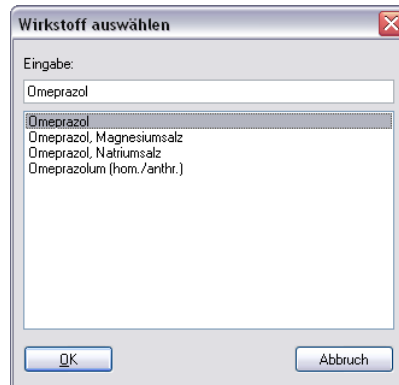 Wirkstoff auswählen
Eingabe:
Omeprazol
Omeprazol
Omeprazol, Magnesiumsalz
Omeprazol, Natriumsalz
Omeprazolum (hom./anthr.)
OK
Abbruch